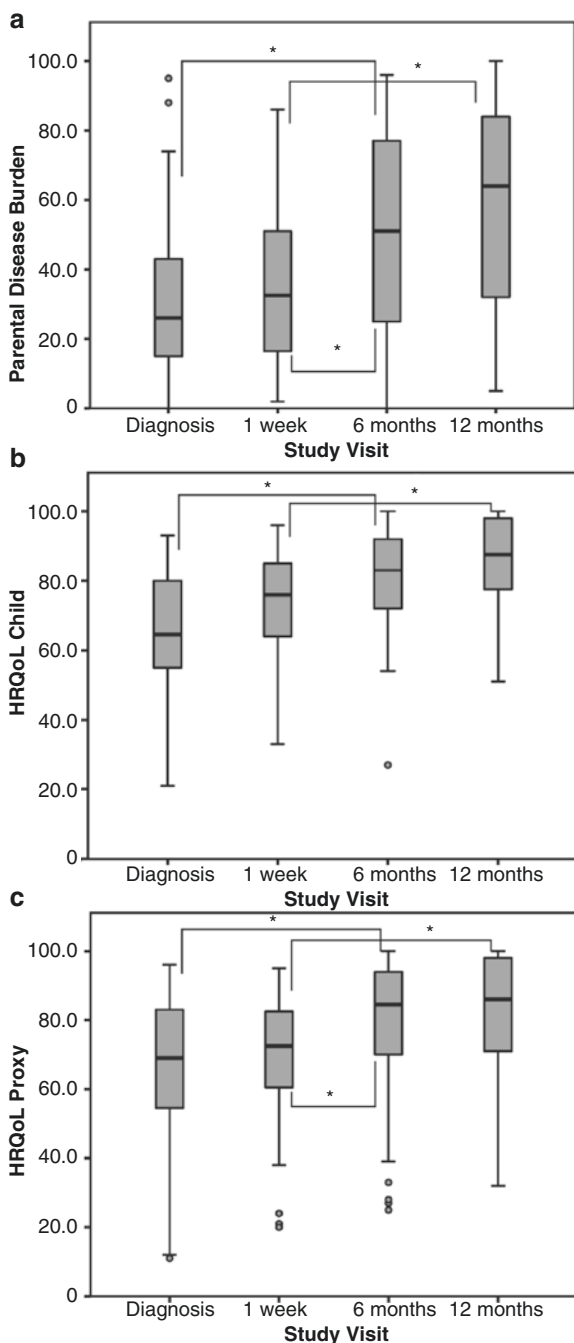 a
*
*
100.0
80.0
60.0
40.0
20.0
0
*
Parental Disease Burden
Diagnosis 1 week 6 months 12 months
Study Visit
b
*
*
100.0
80.0
60.0
40.0
20.0
0
HRQoL Child
Diagnosis 1 week 6 months 12 months
Study Visit
c
*
*
100.0
80.0
60.0
40.0
20.0
0
*
HRQoL Proxy
Diagnosis 1 week 6 months 12 months
Study Visit